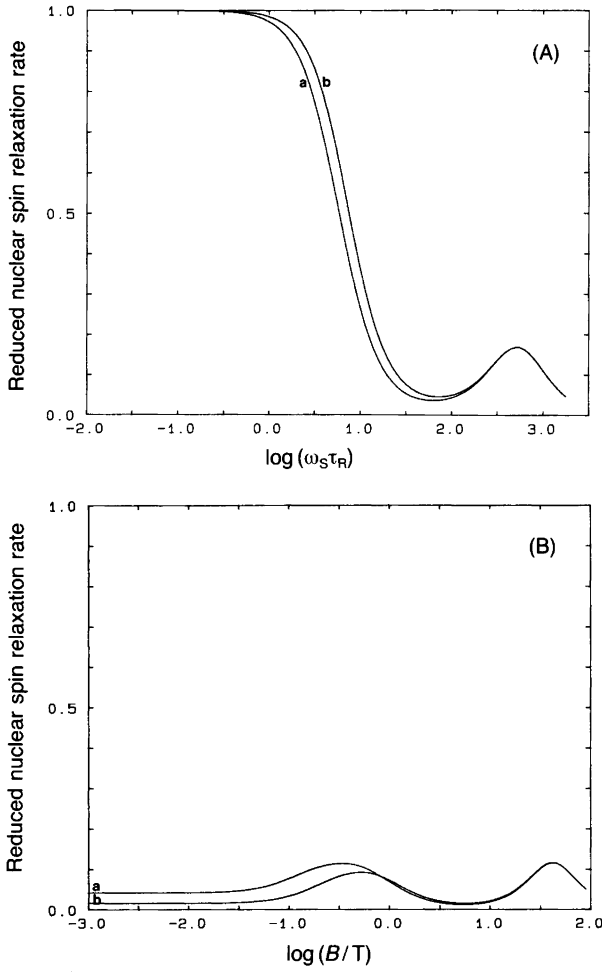 (A)
Reduced nuclear spin relaxation rate
1.0
0.5
0.0
a b
-2.0 -1.0 0.0 1.0 2.0 3.0
log (ωSτR)
(B)
Reduced nuclear spin relaxation rate
1.0
0.5
0.0
a
b
-3.0 -2.0 -1.0 0.0 1.0 2.0
log (B/T)